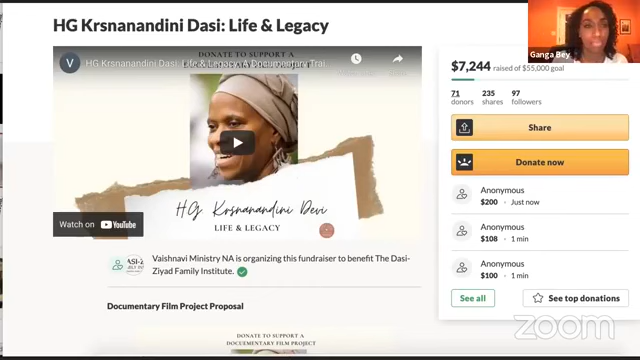 HG Krsnanandini Dasi: Life & Legacy
Ganga Bey
DONATE TO SUPPORT A
V
HG Krsnanandini Dasi: Life & Legacy, A Documentary Trai
HG Krsnanandini Devi
LIFE & LEGACY
Watch on YouTube
Vaishnavi Ministry NA is organizing this fundraiser to benefit The Dasi-
Ziyad Family Institute.
Documentary Film Project Proposal
DONATE TO SUPPORT A
DOCUEMENTARY FILM PROJECT
$7,244 raised of $55,000 goal
71 235 97
donors shares followers
Share
Donate now
Anonymous
$200 · Just now
Anonymous
$108 · 1 min
Anonymous
$100 · 1 min
See all
See top donations
zoom